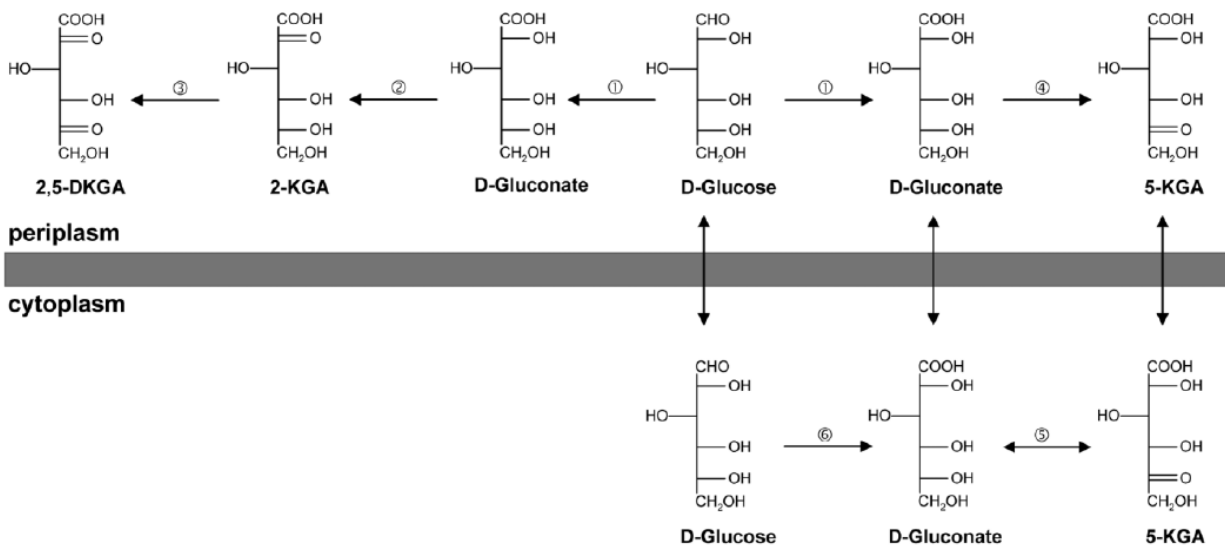 COOH COOH COOH CHO COOH COOH
O O OH OH OH OH
HO HO HO HO HO HO
OH ③ OH ② OH ① OH ① OH ④ OH
O OH OH OH OH O
CH₂OH CH₂OH CH₂OH CH₂OH CH₂OH CH₂OH
2,5-DKGA 2-KGA D-Gluconate D-Glucose D-Gluconate 5-KGA
periplasm
cytoplasm
CHO COOH COOH
OH OH OH
HO HO HO
OH ⑥ OH ⑤ OH
OH OH O
CH₂OH CH₂OH CH₂OH
D-Glucose D-Gluconate 5-KGA